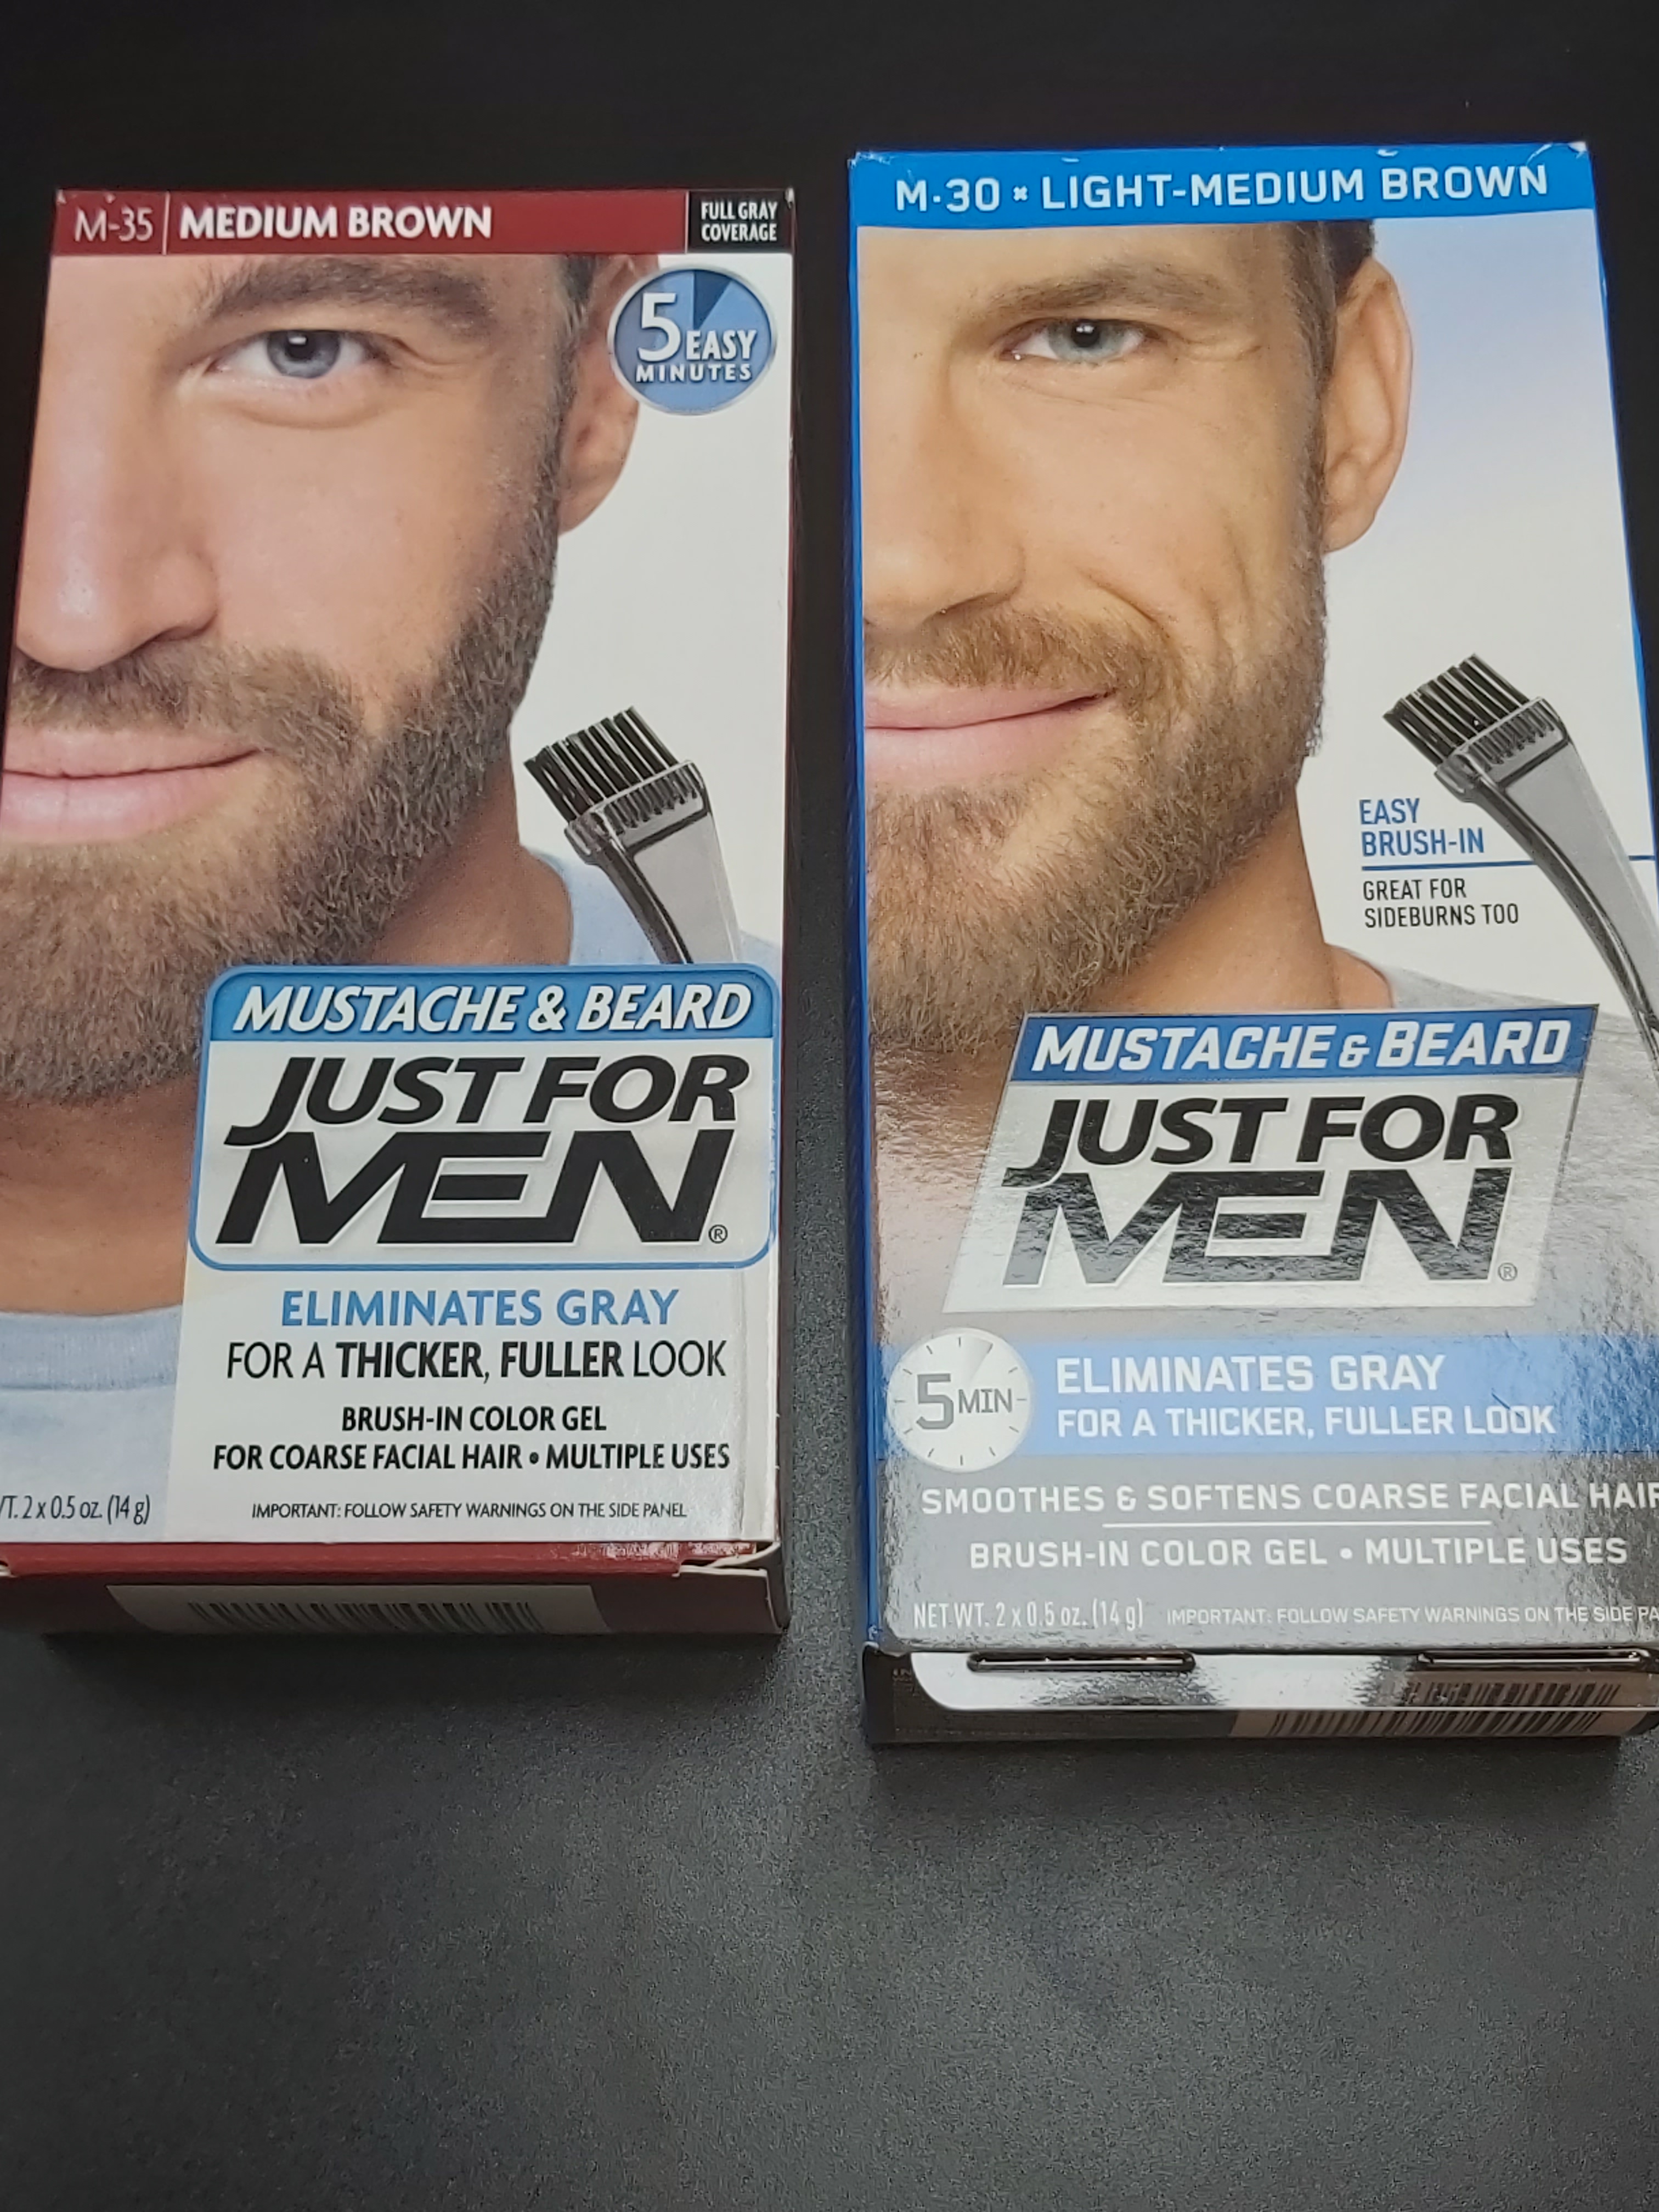 M-35 MEDIUM BROWN
FULL GRAY
COVERAGE
5 EASY
MINUTES
MUSTACHE & BEARD
JUST FOR
MEN®
ELIMINATES GRAY
FOR A THICKER, FULLER LOOK
BRUSH-IN COLOR GEL
FOR COARSE FACIAL HAIR • MULTIPLE USES
2 x 0.5 oz. (14 g)
IMPORTANT: FOLLOW SAFETY WARNINGS ON THE SIDE PANEL
M-30 LIGHT-MEDIUM BROWN
EASY
BRUSH-IN
GREAT FOR
SIDEBURNS TOO
MUSTACHE & BEARD
JUST FOR
MEN®
5 MIN
ELIMINATES GRAY
FOR A THICKER, FULLER LOOK
SMOOTHES & SOFTENS COARSE FACIAL HAIR
BRUSH-IN COLOR GEL • MULTIPLE USES
NET WT. 2 x 0.5 oz. (14 g)
IMPORTANT: FOLLOW SAFETY WARNINGS ON THE SIDE